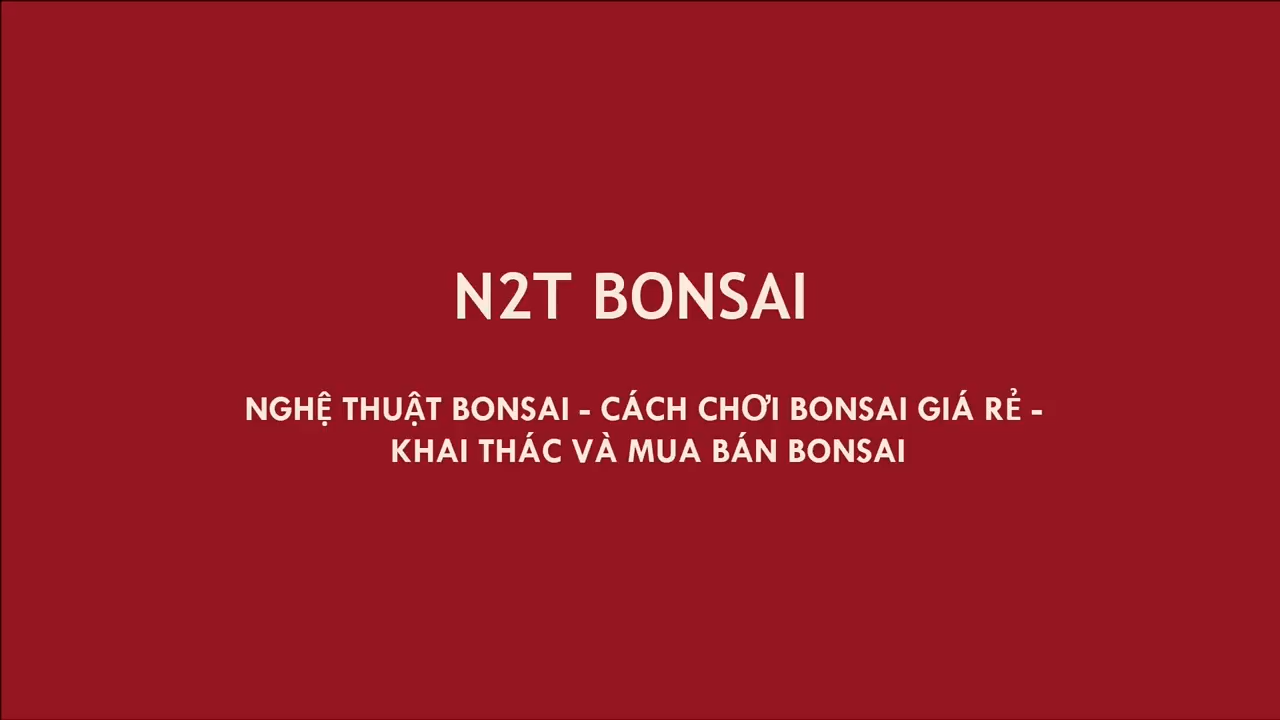 N2T BONSAI
NGHỆ THUẬT BONSAI - CÁCH CHƠI BONSAI GIÁ RẺ -
KHAI THÁC VÀ MUA BÁN BONSAI